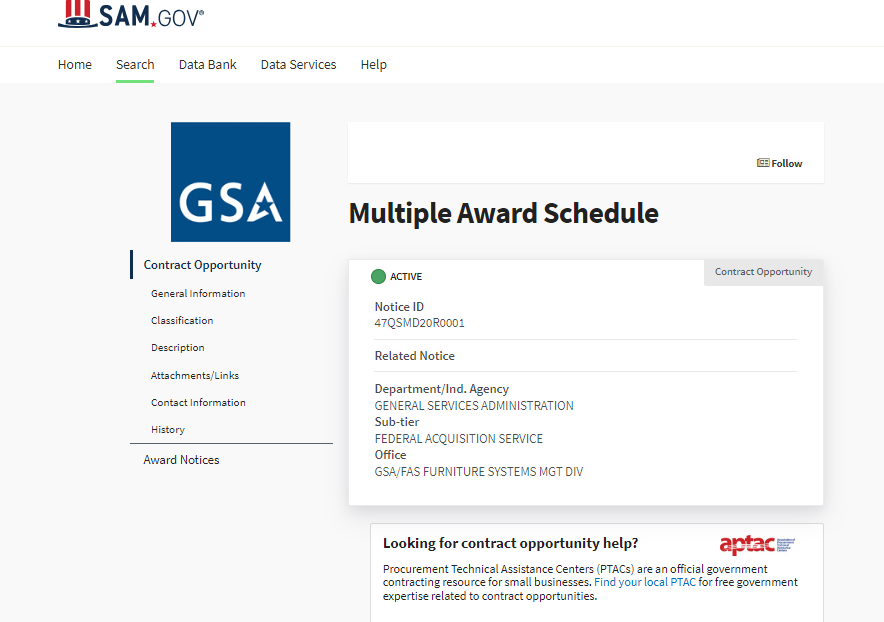 SAM.GOV®
Home Search Data Bank Data Services Help
GSA
Contract Opportunity
General Information
Classification
Description
Attachments/Links
Contact Information
History
Award Notices
Follow
Multiple Award Schedule
ACTIVE
Contract Opportunity
Notice ID
47QSMD20R0001
Related Notice
Department/Ind. Agency
GENERAL SERVICES ADMINISTRATION
Sub-tier
FEDERAL ACQUISITION SERVICE
Office
GSA/FAS FURNITURE SYSTEMS MGT DIV
Looking for contract opportunity help?
aptac
Procurement Technical Assistance Centers (PTACs) are an official government
contracting resource for small businesses. Find your local PTAC for free government
expertise related to contract opportunities.